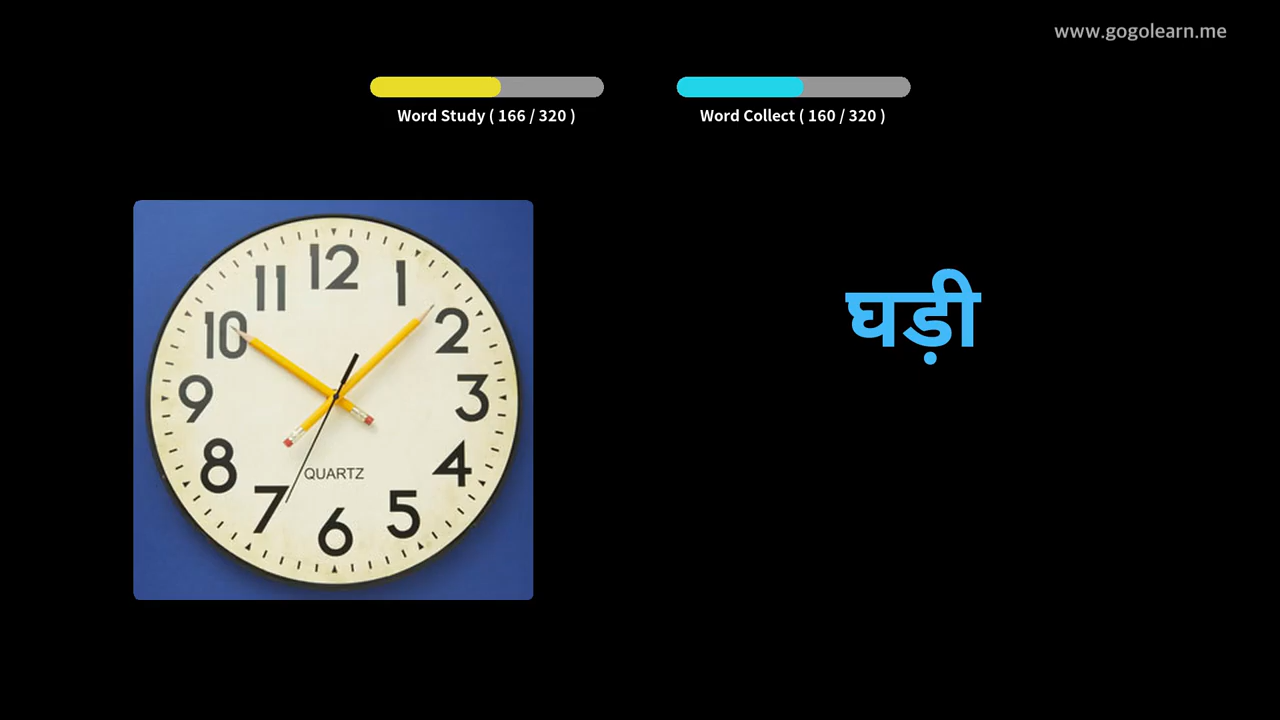 www.gogolearn.me
Word Study ( 166 / 320 )
Word Collect ( 160 / 320 )
12
11
1
10
2
9
3
8
4
7
5
6
QUARTZ
घड़ी